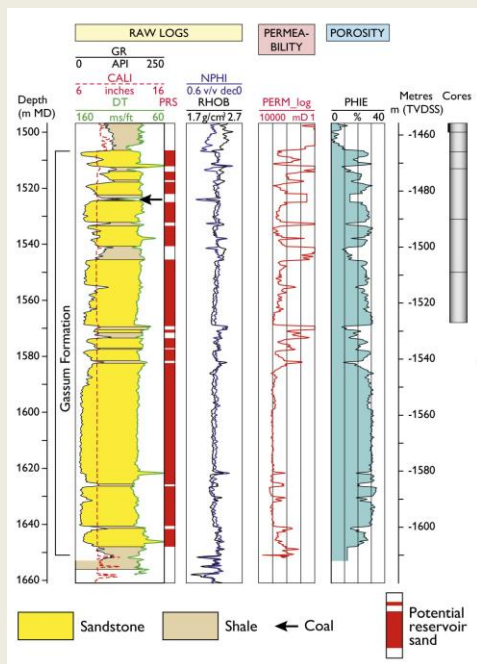 RAW LOGS
PERMEA-
BILITY
POROSITY
GR
0 API 250
CALI
6 inches 16
DT
160 ms/ft 60
PRS
NPHI
0.6 v/v dec0
RHOB
1.7g/cm³ 2.7
PERM_log
10000 mD 1
PHIE
0 % 40
Depth
(m MD)
Metres
m (TVDSS)
Cores
1500
1520
1540
1560
1580
1600
1620
1640
1660
Gassum Formation
-1460
-1480
-1500
-1520
-1540
-1560
-1580
-1600
Sandstone
Shale
Coal
Potential
reservoir
sand